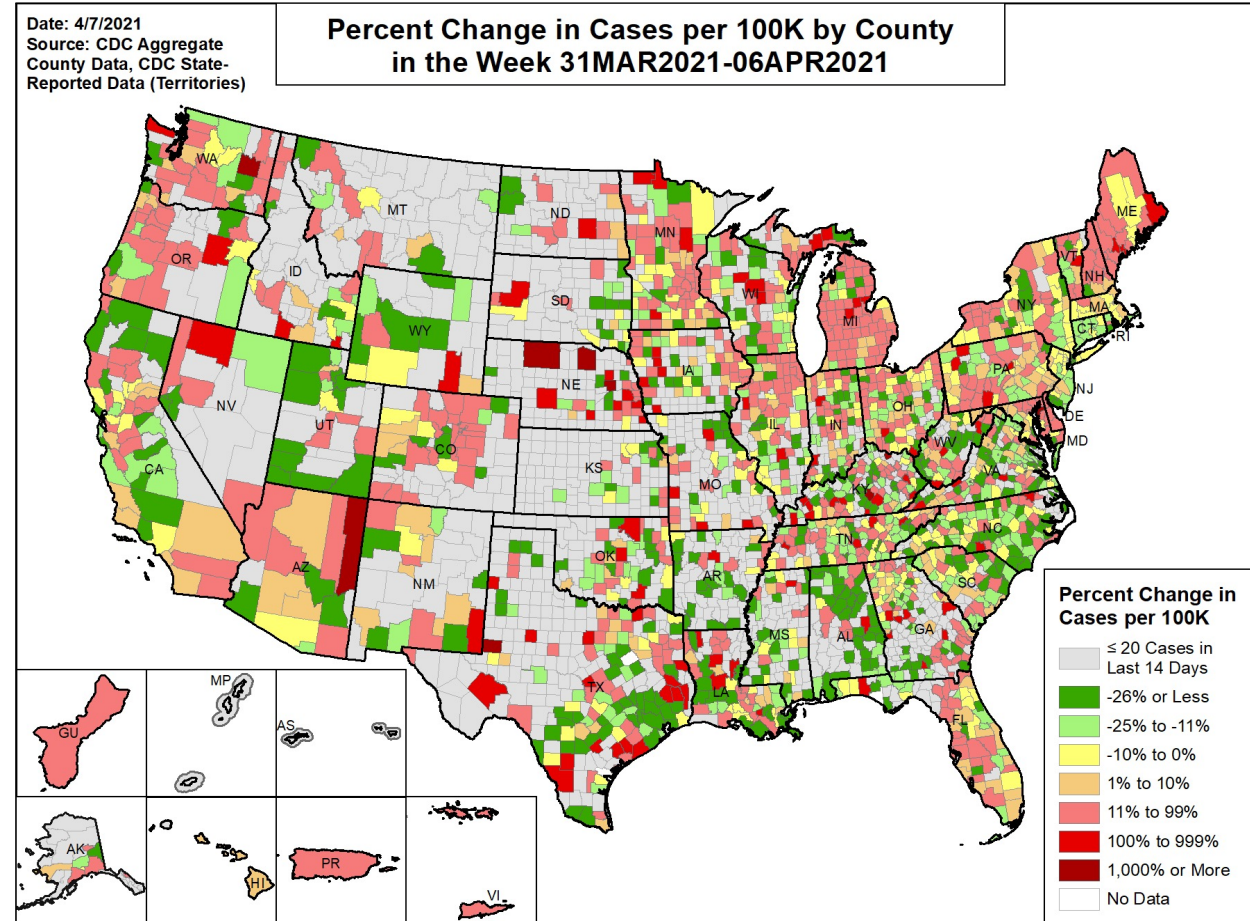 Date: 4/7/2021
Source: CDC Aggregate
County Data, CDC State-
Reported Data (Territories)
Percent Change in Cases per 100K by County
in the Week 31MAR2021-06APR2021
WA
MT
ND
MN
ME
OR
ID
SD
WI
VT
NH
NY
MA
CT
RI
WY
MI
IA
PA
NJ
NE
NV
UT
CO
IL
IN
OH
DE
MD
WV
VA
CA
KS
MO
KY
NC
TN
AZ
NM
OK
AR
SC
MS
AL
GA
TX
LA
FL
GU
MP
AS
AK
HI
PR
VI
Percent Change in
Cases per 100K
≤ 20 Cases in
Last 14 Days
-26% or Less
-25% to -11%
-10% to 0%
1% to 10%
11% to 99%
100% to 999%
1,000% or More
No Data